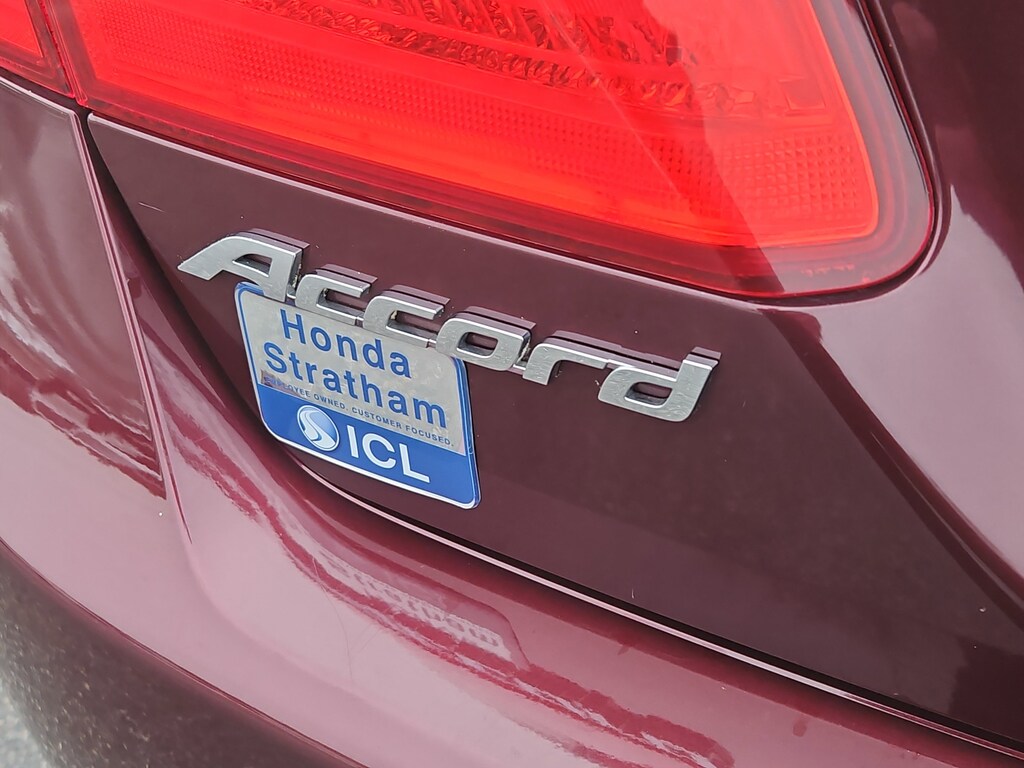 Accord
Honda
Stratham
EMPLOYEE OWNED. CUSTOMER FOCUSED.
ICL